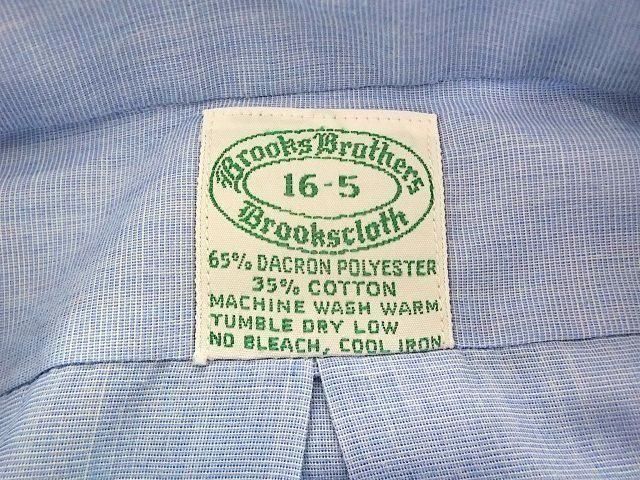 Brooks Brothers
16-5
Brookscloth
65% DACRON POLYESTER
35% COTTON
MACHINE WASH WARM
TUMBLE DRY LOW
NO BLEACH, COOL IRON